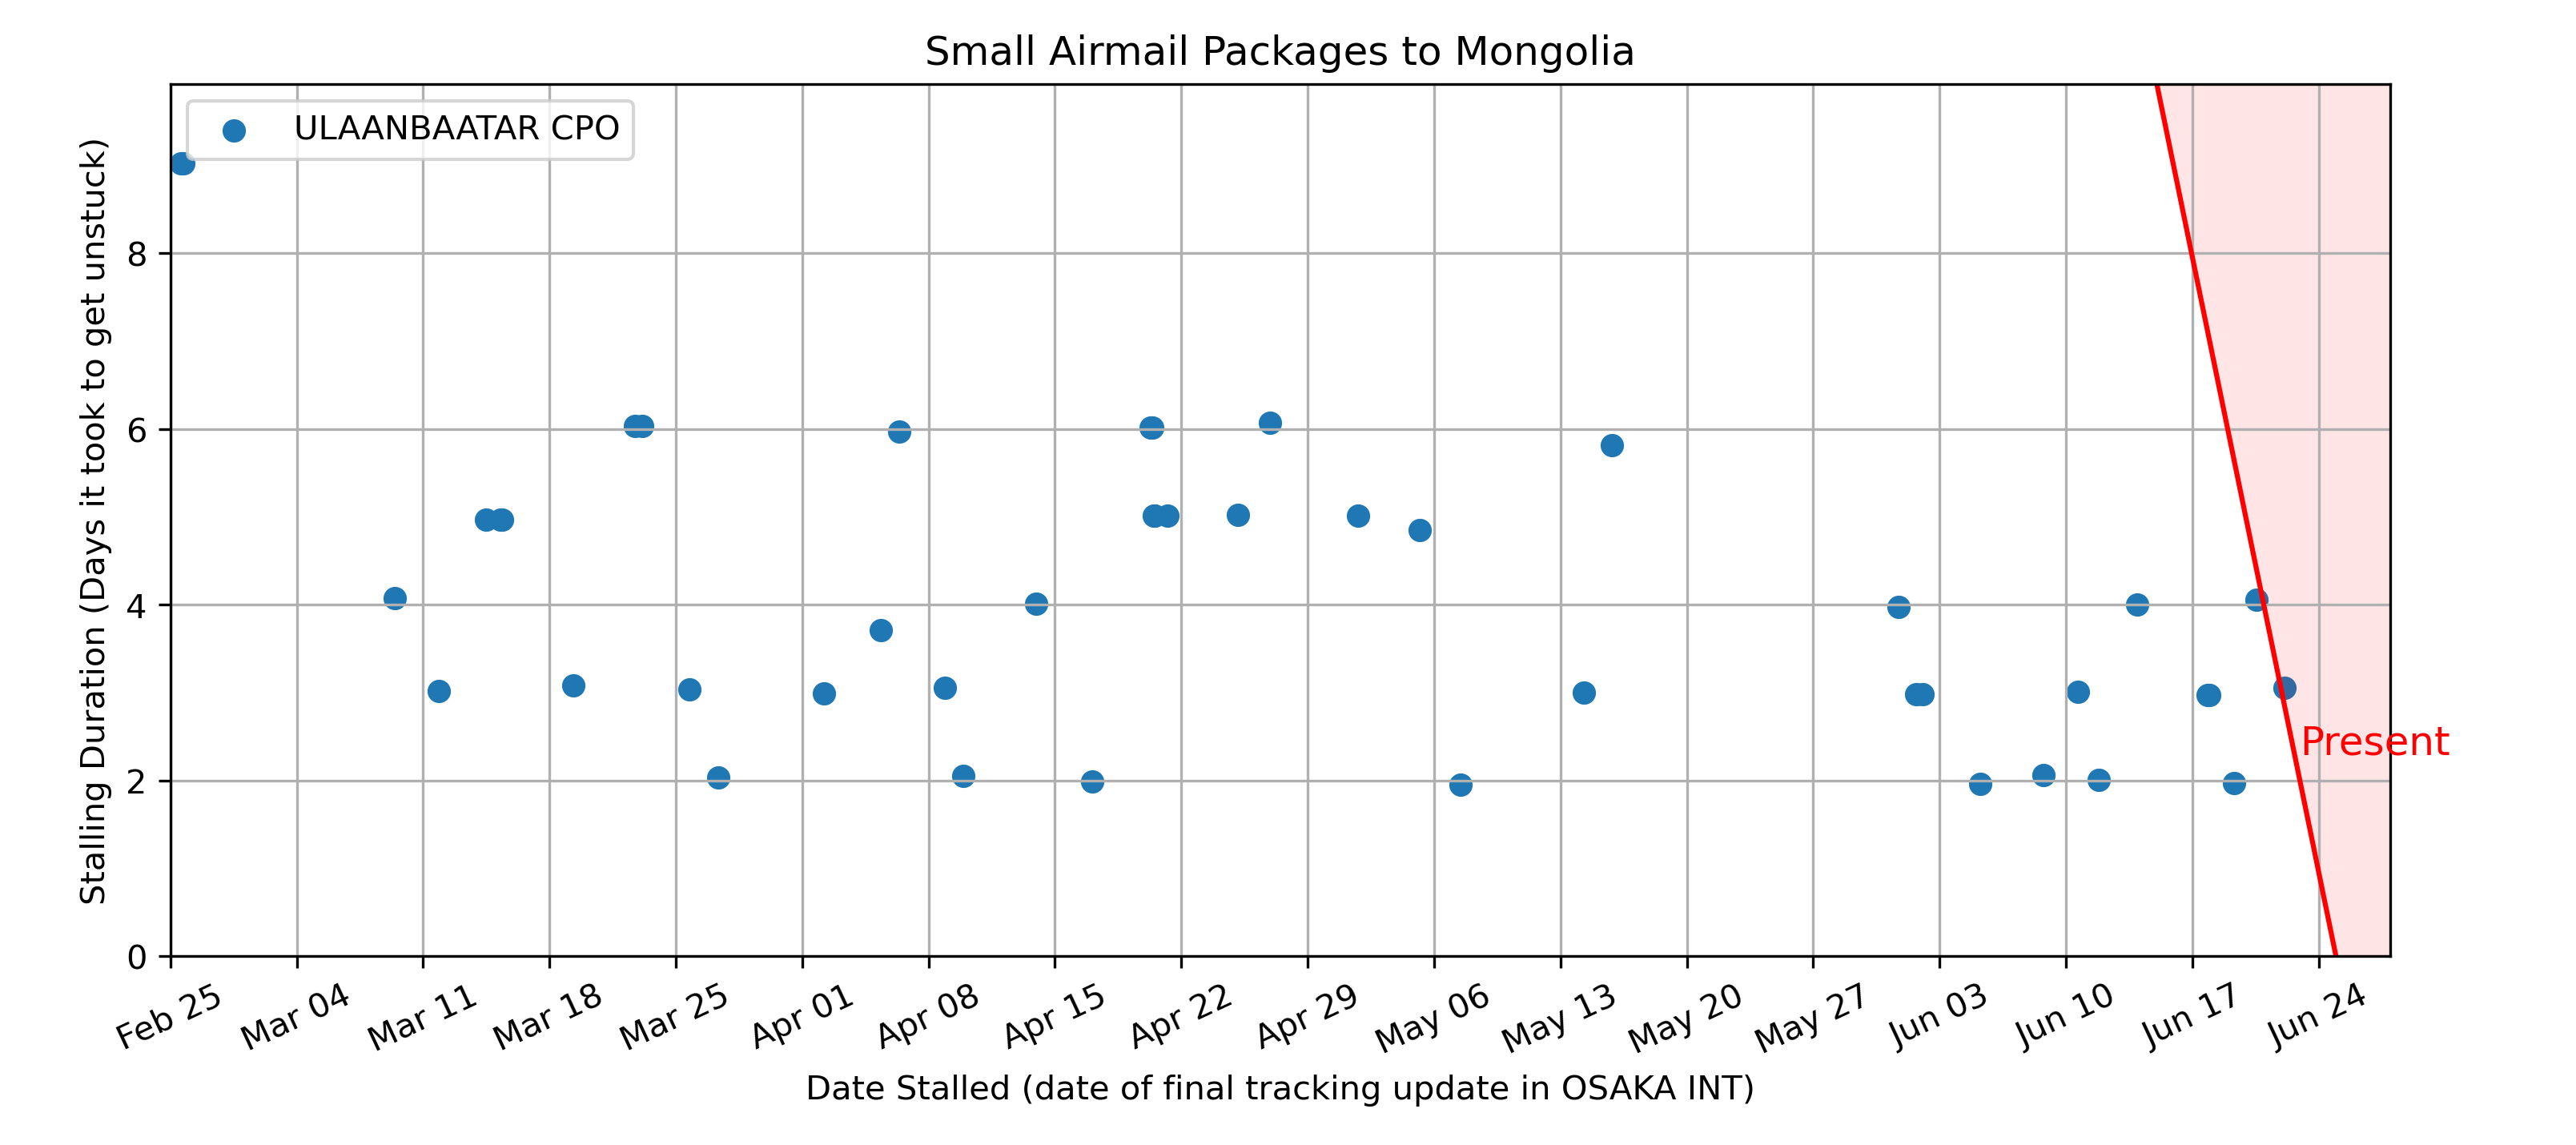 Small Airmail Packages to Mongolia
ULAANBAATAR CPO
Stalling Duration (Days it took to get unstuck)
8
6
4
2
0
Present
Feb 25
Mar 04
Mar 11
Mar 18
Mar 25
Apr 01
Apr 08
Apr 15
Apr 22
Apr 29
May 06
May 13
May 20
May 27
Jun 03
Jun 10
Jun 17
Jun 24
Date Stalled (date of final tracking update in OSAKA INT)